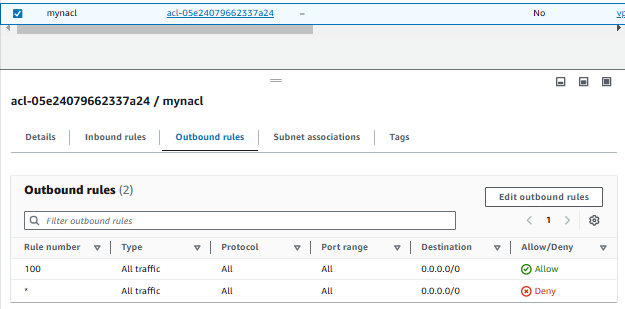 mynacl acl-05e24079662337a24 – No
acl-05e24079662337a24 / mynacl
Details Inbound rules Outbound rules Subnet associations Tags
Outbound rules (2) Edit outbound rules
Filter outbound rules 1
Rule number Type Protocol Port range Destination Allow/Deny
100 All traffic All All 0.0.0.0/0 Allow
* All traffic All All 0.0.0.0/0 Deny